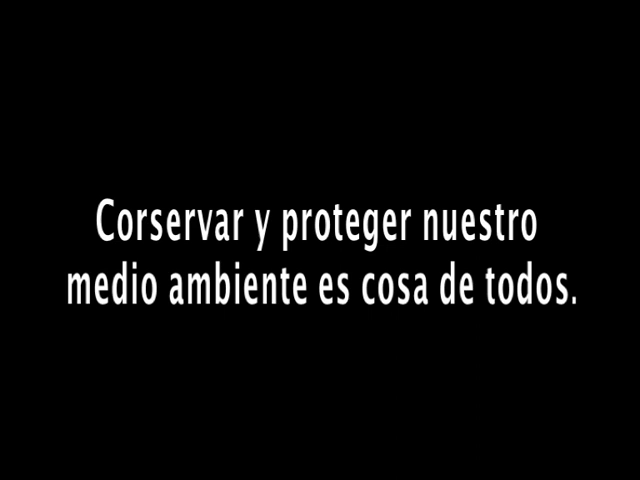 Corservar y proteger nuestro
medio ambiente es cosa de todos.